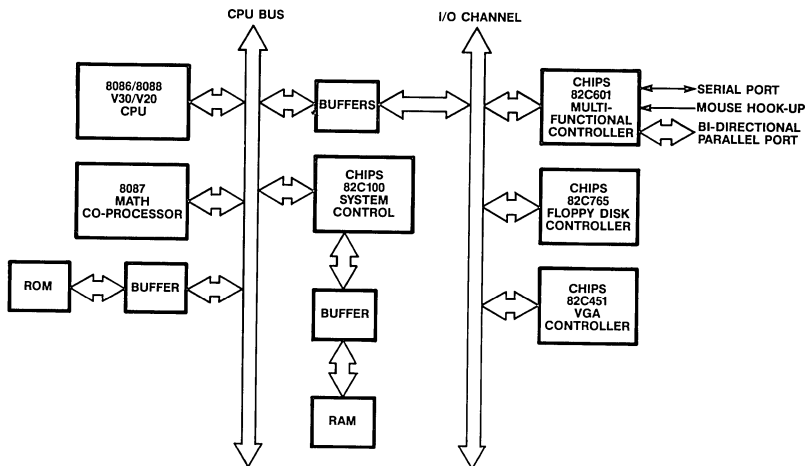 CPU BUS
I/O CHANNEL
8086/8088
V30/V20
CPU
BUFFERS
CHIPS
82C601
MULTI-
FUNCTIONAL
CONTROLLER
SERIAL PORT
MOUSE HOOK-UP
BI-DIRECTIONAL
PARALLEL PORT
8087
MATH
CO-PROCESSOR
CHIPS
82C100
SYSTEM
CONTROL
CHIPS
82C765
FLOPPY DISK
CONTROLLER
ROM
BUFFER
BUFFER
CHIPS
82C451
VGA
CONTROLLER
RAM